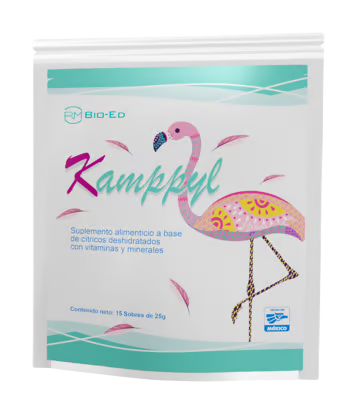 RM BIO-ED
Kamppyl
Suplemento alimenticio a base
de cítricos deshidratados
con vitaminas y minerales
Contenido neto: 15 Sobres de 25g
MÉXICO